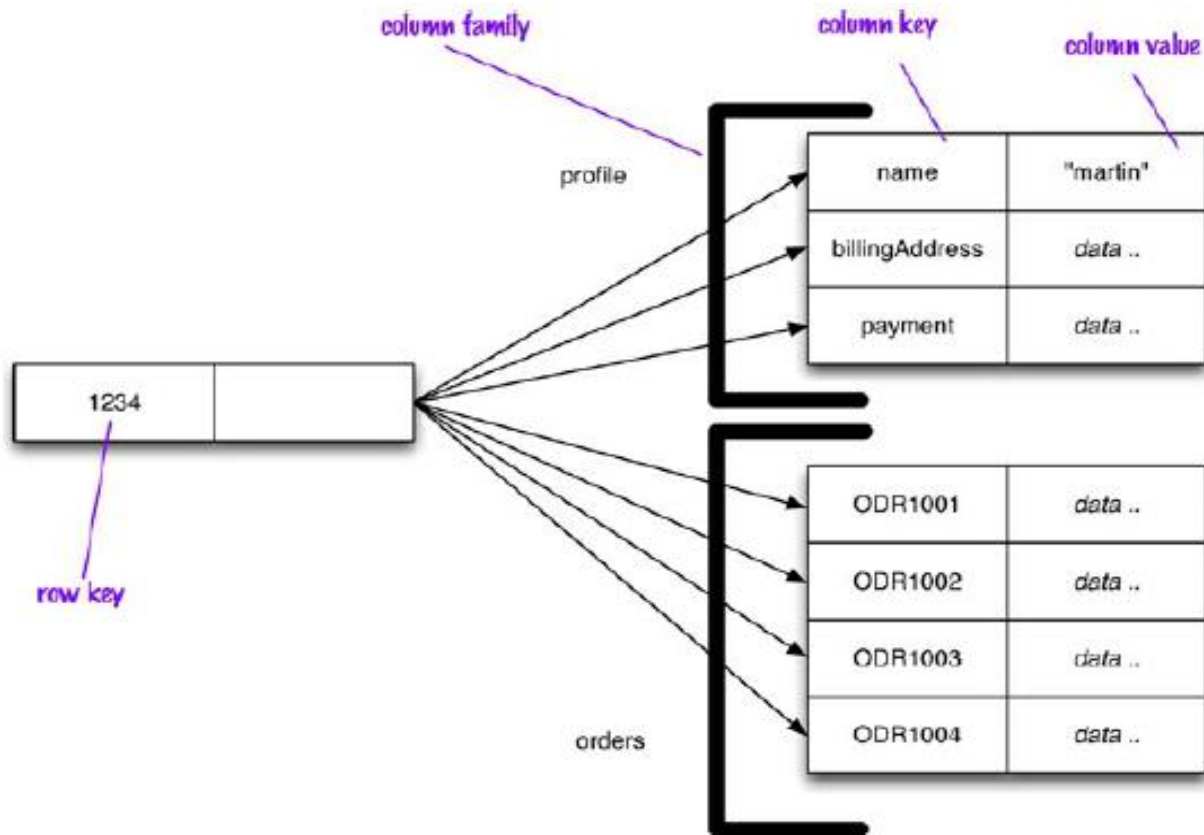 column family
column key
column value
profile
name
"martin"
billingAddress
data ..
payment
data ..
1234
row key
ODR1001
data ..
ODR1002
data ..
ODR1003
data ..
orders
ODR1004
data ..